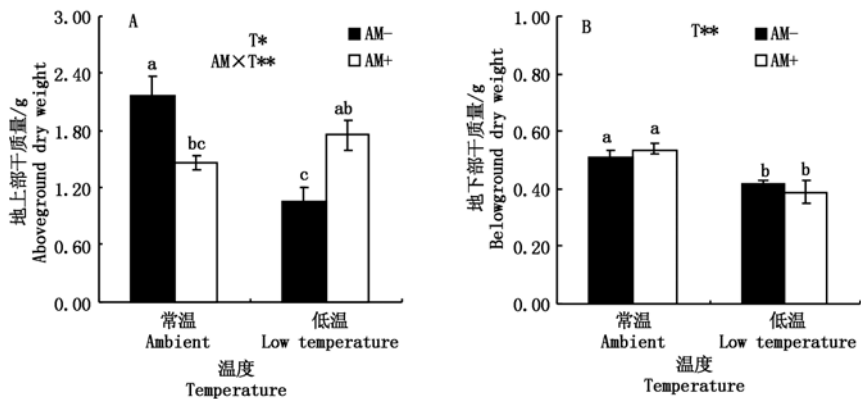 A
T*
AM×T**
AM-
AM+
地上部干质量/g
Aboveground dry weight
3.00
2.40
1.80
1.20
0.60
0.00
a
bc
c
ab
常温
Ambient
低温
Low temperature
温度
Temperature
B
T**
AM-
AM+
地下部干质量/g
Belowground dry weight
1.00
0.80
0.60
0.40
0.20
0.00
a
a
b
b
常温
Ambient
低温
Low temperature
温度
Temperature